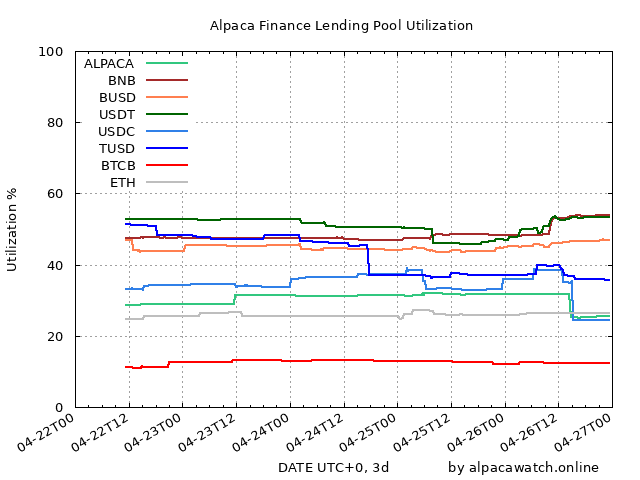 Alpaca Finance Lending Pool Utilization
100
80
60
40
20
0
Utilization %
ALPACA
BNB
BUSD
USDT
USDC
TUSD
BTCB
ETH
04-22T00
04-22T12
04-23T00
04-23T12
04-24T00
04-24T12
04-25T00
04-25T12
04-26T00
04-26T12
04-27T00
DATE UTC+0, 3d
by alpacawatch.online